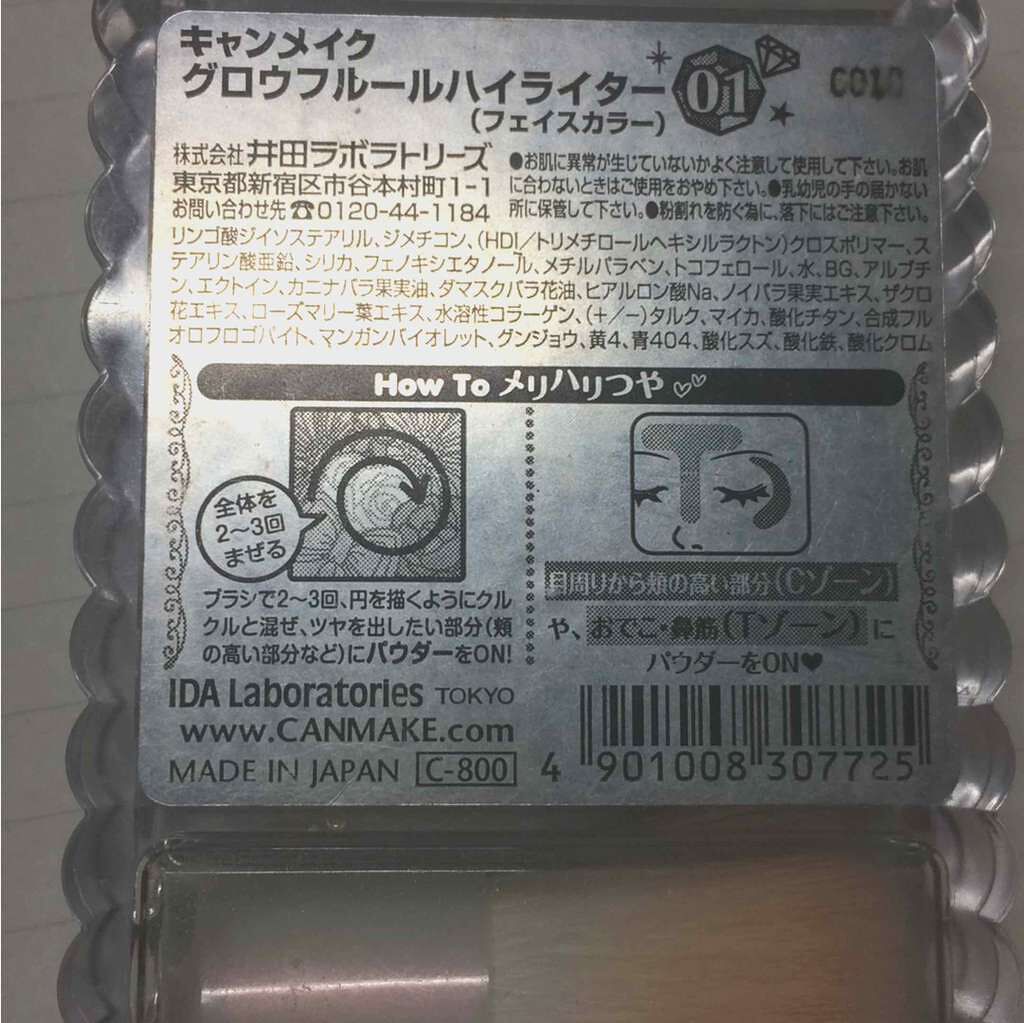 キャンメイク
グロウフルールハイライター 01
(フェイスカラー)
C010
株式会社 井田ラボラトリーズ
東京都新宿区市谷本村町1-1
お問い合わせ先☎0120-44-1184
●お肌に異常が生じていないかよく注意して使用して下さい。お肌
に合わないときはご使用をおやめ下さい。●乳幼児の手の届かない
所に保管して下さい。●粉割れを防ぐ為に、落下にはご注意下さい。
リンゴ酸ジイソステアリル、ジメチコン、(HDI/トリメチロールヘキシルラクトン)クロスポリマー、ス
テアリン酸亜鉛、シリカ、フェノキシエタノール、メチルパラベン、トコフェロール、水、BG、アルブチ
ン、エクトイン、カニナバラ果実油、ダマスクバラ花油、ヒアルロン酸Na、ノイバラ果実エキス、ザクロ
花エキス、ローズマリー葉エキス、水溶性コラーゲン、(+/-)タルク、マイカ、酸化チタン、合成フル
オロフロゴパイト、マンガンバイオレット、グンジョウ、黄4、青404、酸化スズ、酸化鉄、酸化クロム
How To メリハリつや
全体を
2〜3回
まぜる
ブラシで2〜3回、円を描くようにクル
クルと混ぜ、ツヤを出したい部分(頬
の高い部分など)にパウダーをON!
目周りから頬の高い部分(Cゾーン)
や、おでこ・鼻筋(Tゾーン)に
パウダーをON♥
IDA Laboratories TOKYO
www.CANMAKE.com
MADE IN JAPAN C-800
4 901008 307725